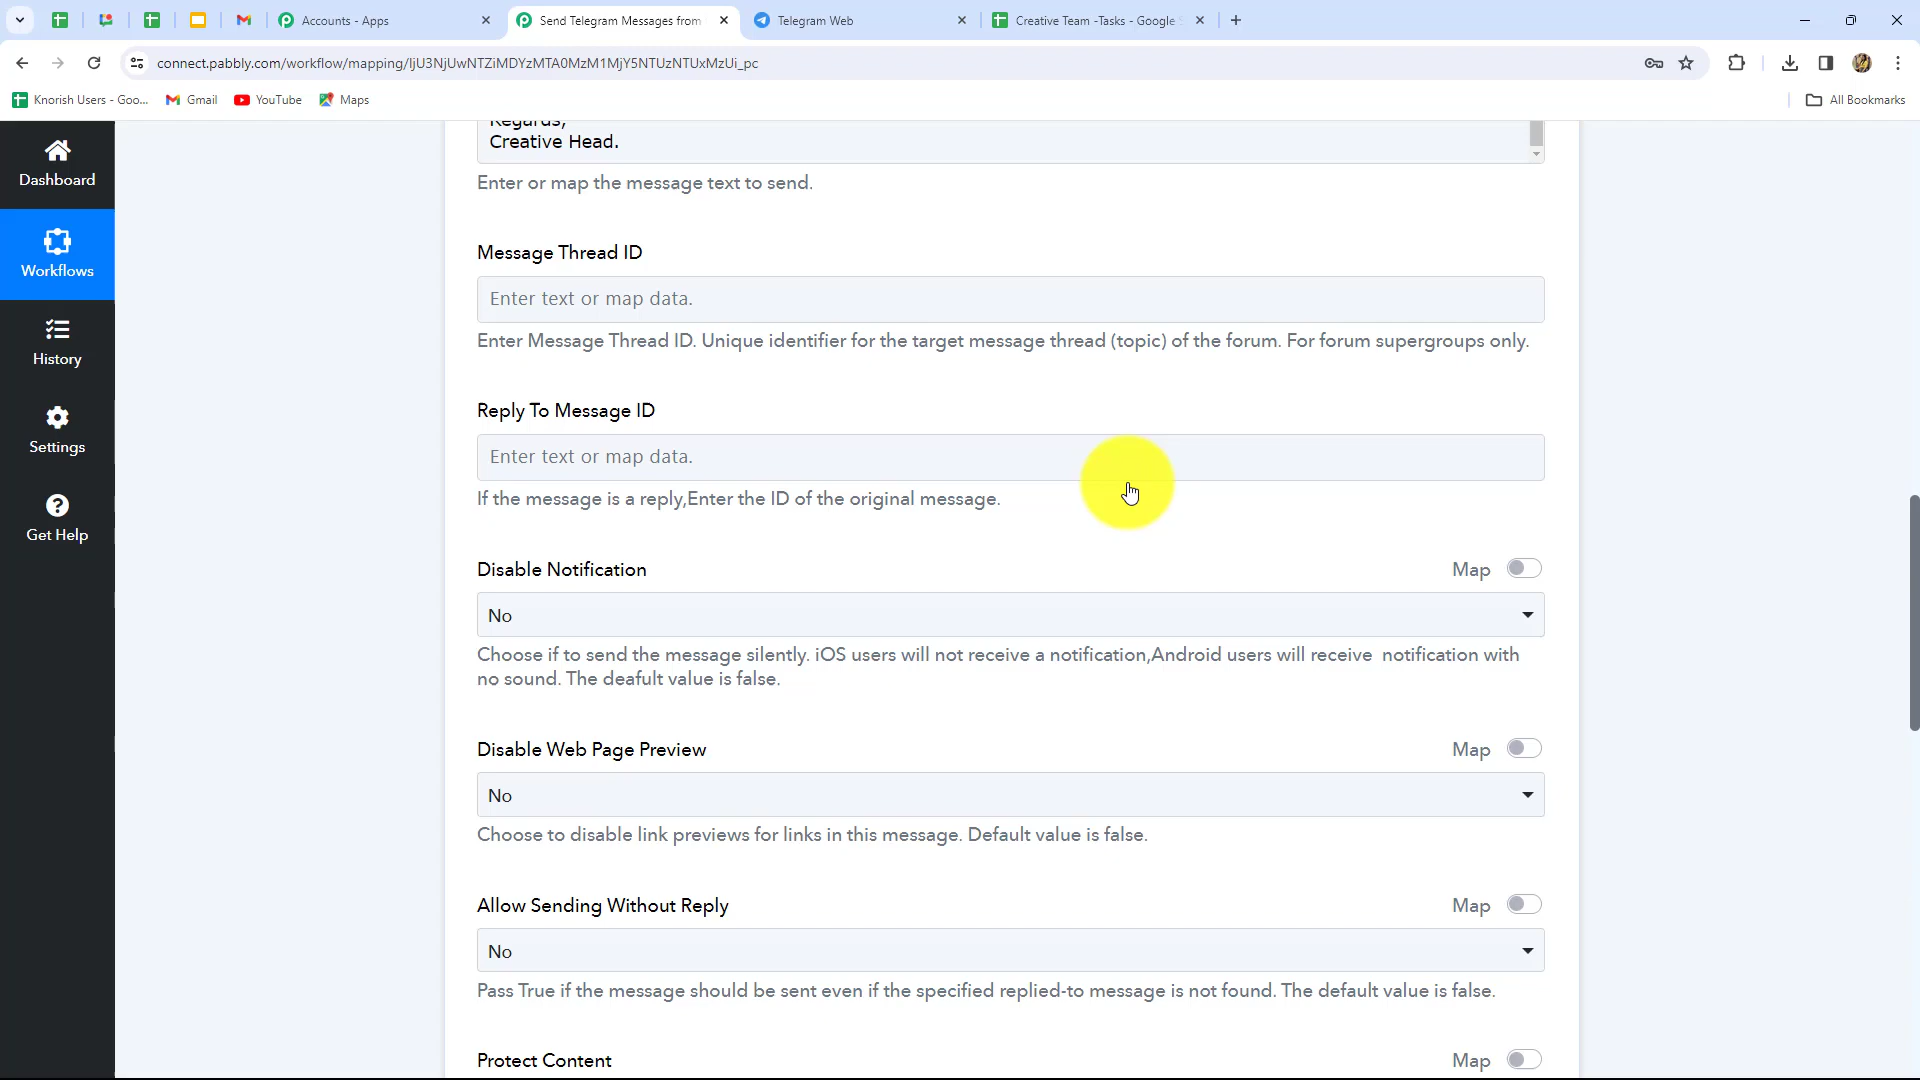 Accounts - Apps
Send Telegram Messages from
Telegram Web
Creative Team -Tasks - Google
connect.pabbly.com/workflow/mapping/IjU3NjUwNTZiMDYzMTA0MzM1MjY5NTUzNTUxMzUi_pc
Knorish Users - Goo...
Gmail
YouTube
Maps
All Bookmarks
Dashboard
Workflows
History
Settings
Get Help
Regards,
Creative Head.
Enter or map the message text to send.
Message Thread ID
Enter text or map data.
Enter Message Thread ID. Unique identifier for the target message thread (topic) of the forum. For forum supergroups only.
Reply To Message ID
Enter text or map data.
If the message is a reply,Enter the ID of the original message.
Disable Notification
Map
No
Choose if to send the message silently. iOS users will not receive a notification,Android users will receive notification with
no sound. The deafult value is false.
Disable Web Page Preview
Map
No
Choose to disable link previews for links in this message. Default value is false.
Allow Sending Without Reply
Map
No
Pass True if the message should be sent even if the specified replied-to message is not found. The default value is false.
Protect Content
Map